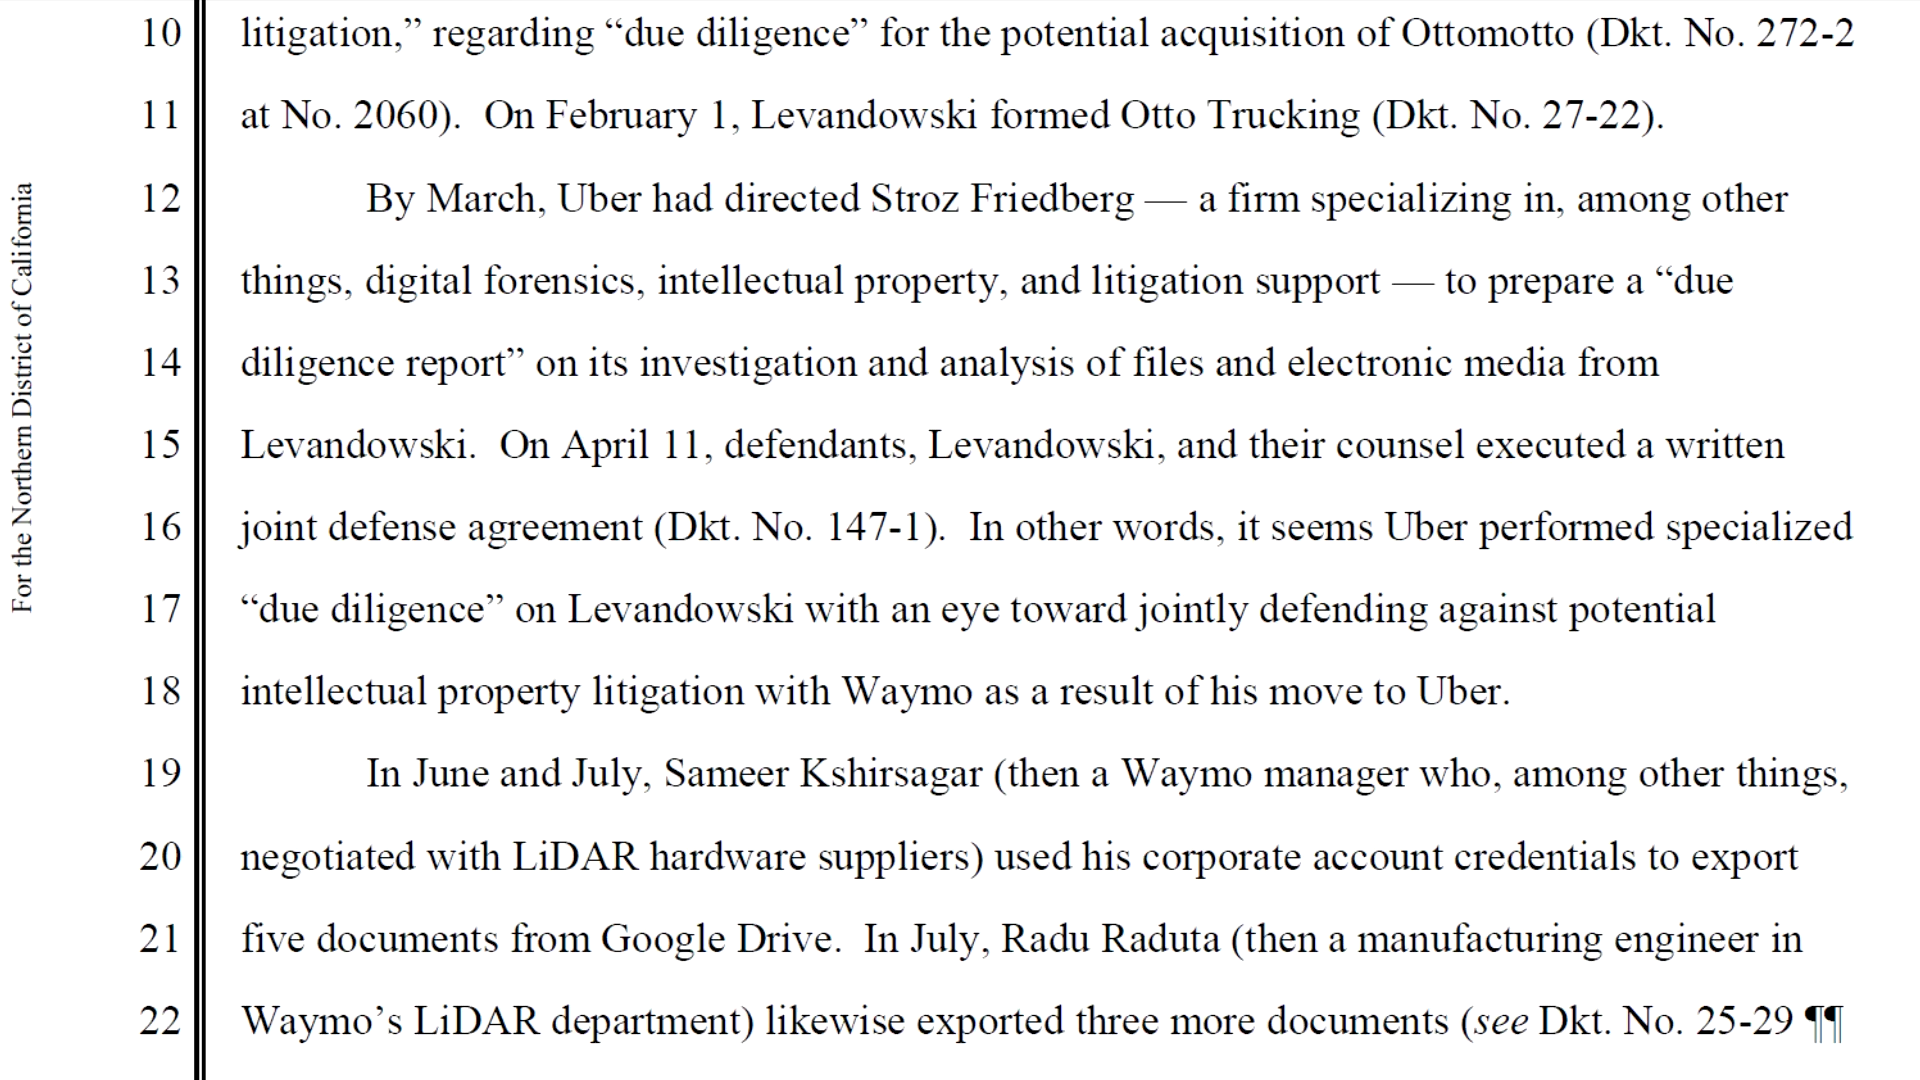 For the Northern District of California
10 litigation,” regarding “due diligence” for the potential acquisition of Ottomotto (Dkt. No. 272-2
11 at No. 2060).  On February 1, Levandowski formed Otto Trucking (Dkt. No. 27-22).
12 By March, Uber had directed Stroz Friedberg — a firm specializing in, among other
13 things, digital forensics, intellectual property, and litigation support — to prepare a “due
14 diligence report” on its investigation and analysis of files and electronic media from
15 Levandowski.  On April 11, defendants, Levandowski, and their counsel executed a written
16 joint defense agreement (Dkt. No. 147-1).  In other words, it seems Uber performed specialized
17 “due diligence” on Levandowski with an eye toward jointly defending against potential
18 intellectual property litigation with Waymo as a result of his move to Uber.
19 In June and July, Sameer Kshirsagar (then a Waymo manager who, among other things,
20 negotiated with LiDAR hardware suppliers) used his corporate account credentials to export
21 five documents from Google Drive.  In July, Radu Raduta (then a manufacturing engineer in
22 Waymo’s LiDAR department) likewise exported three more documents (see Dkt. No. 25-29 ¶¶